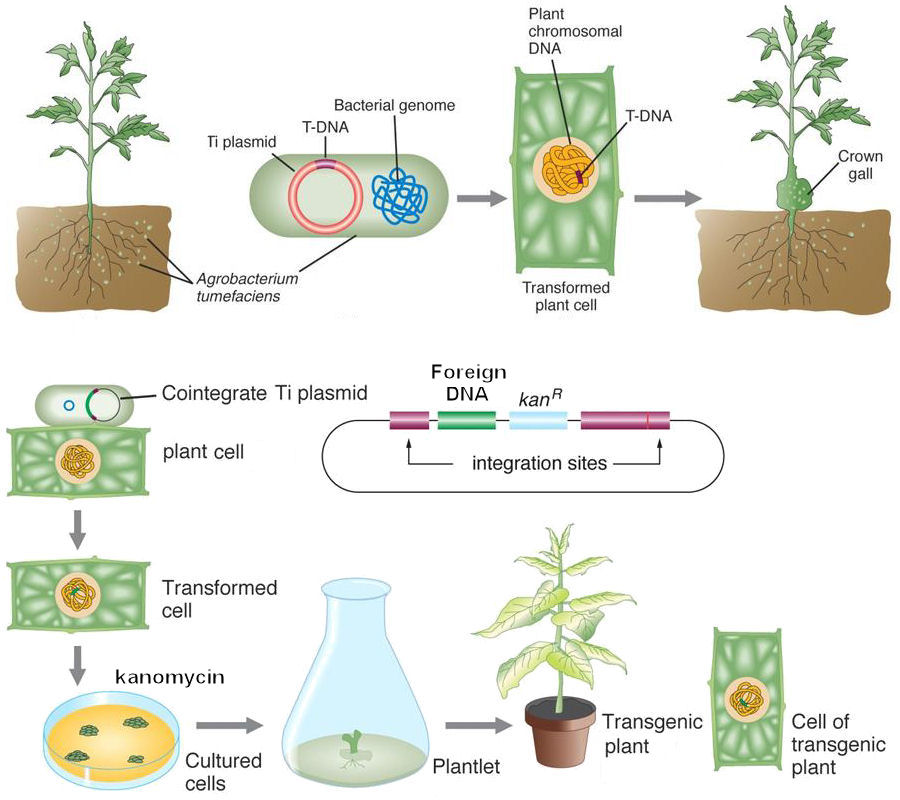 Plant
chromosomal
DNA
Bacterial genome
T-DNA
Ti plasmid
T-DNA
Crown
gall
Agrobacterium
tumefaciens
Transformed
plant cell
Cointegrate Ti plasmid
plant cell
Foreign
DNA
kanR
integration sites
Transformed
cell
kanomycin
Cultured
cells
Plantlet
Transgenic
plant
Cell of
transgenic
plant